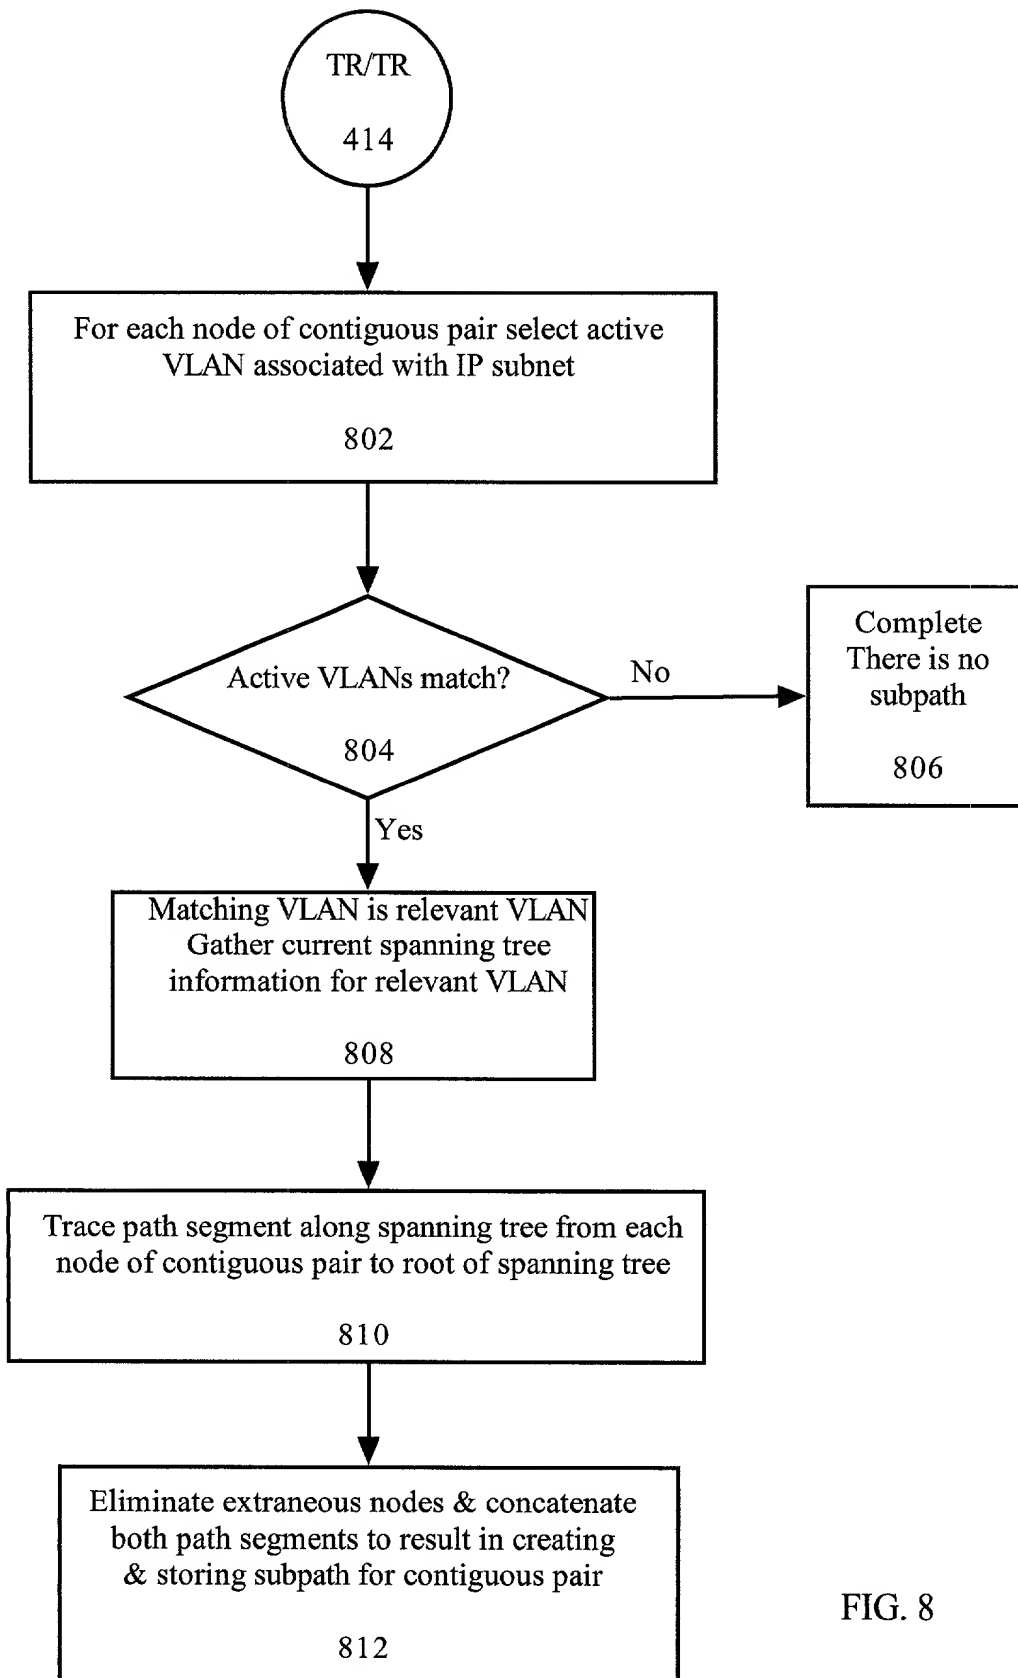 TR/TR
414
For each node of contiguous pair select active
VLAN associated with IP subnet
802
Active VLANs match?
804
No
Complete
There is no
subpath
806
Yes
Matching VLAN is relevant VLAN
Gather current spanning tree
information for relevant VLAN
808
Trace path segment along spanning tree from each
node of contiguous pair to root of spanning tree
810
Eliminate extraneous nodes & concatenate
both path segments to result in creating
& storing subpath for contiguous pair
812
FIG. 8